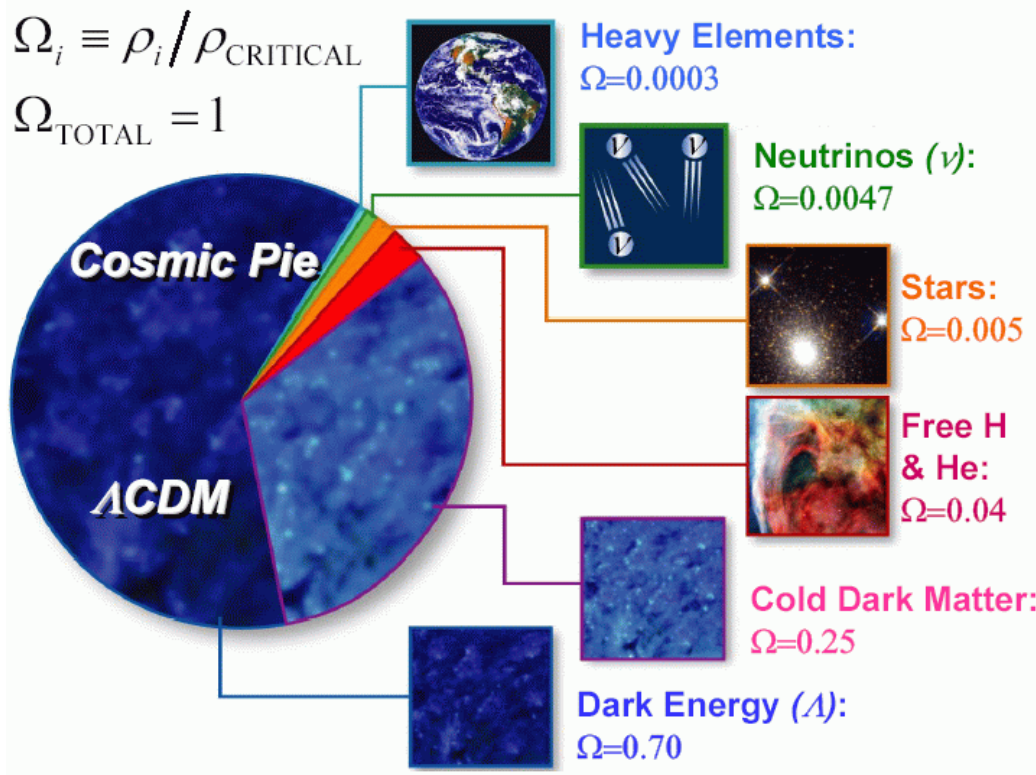 Ωᵢ ≡ ρᵢ/ρCRITICAL
ΩTOTAL = 1
Cosmic Pie
ΛCDM
Heavy Elements:
Ω=0.0003
ν ν
ν
Neutrinos (ν):
Ω=0.0047
Stars:
Ω=0.005
Free H
& He:
Ω=0.04
Cold Dark Matter:
Ω=0.25
Dark Energy (Λ):
Ω=0.70